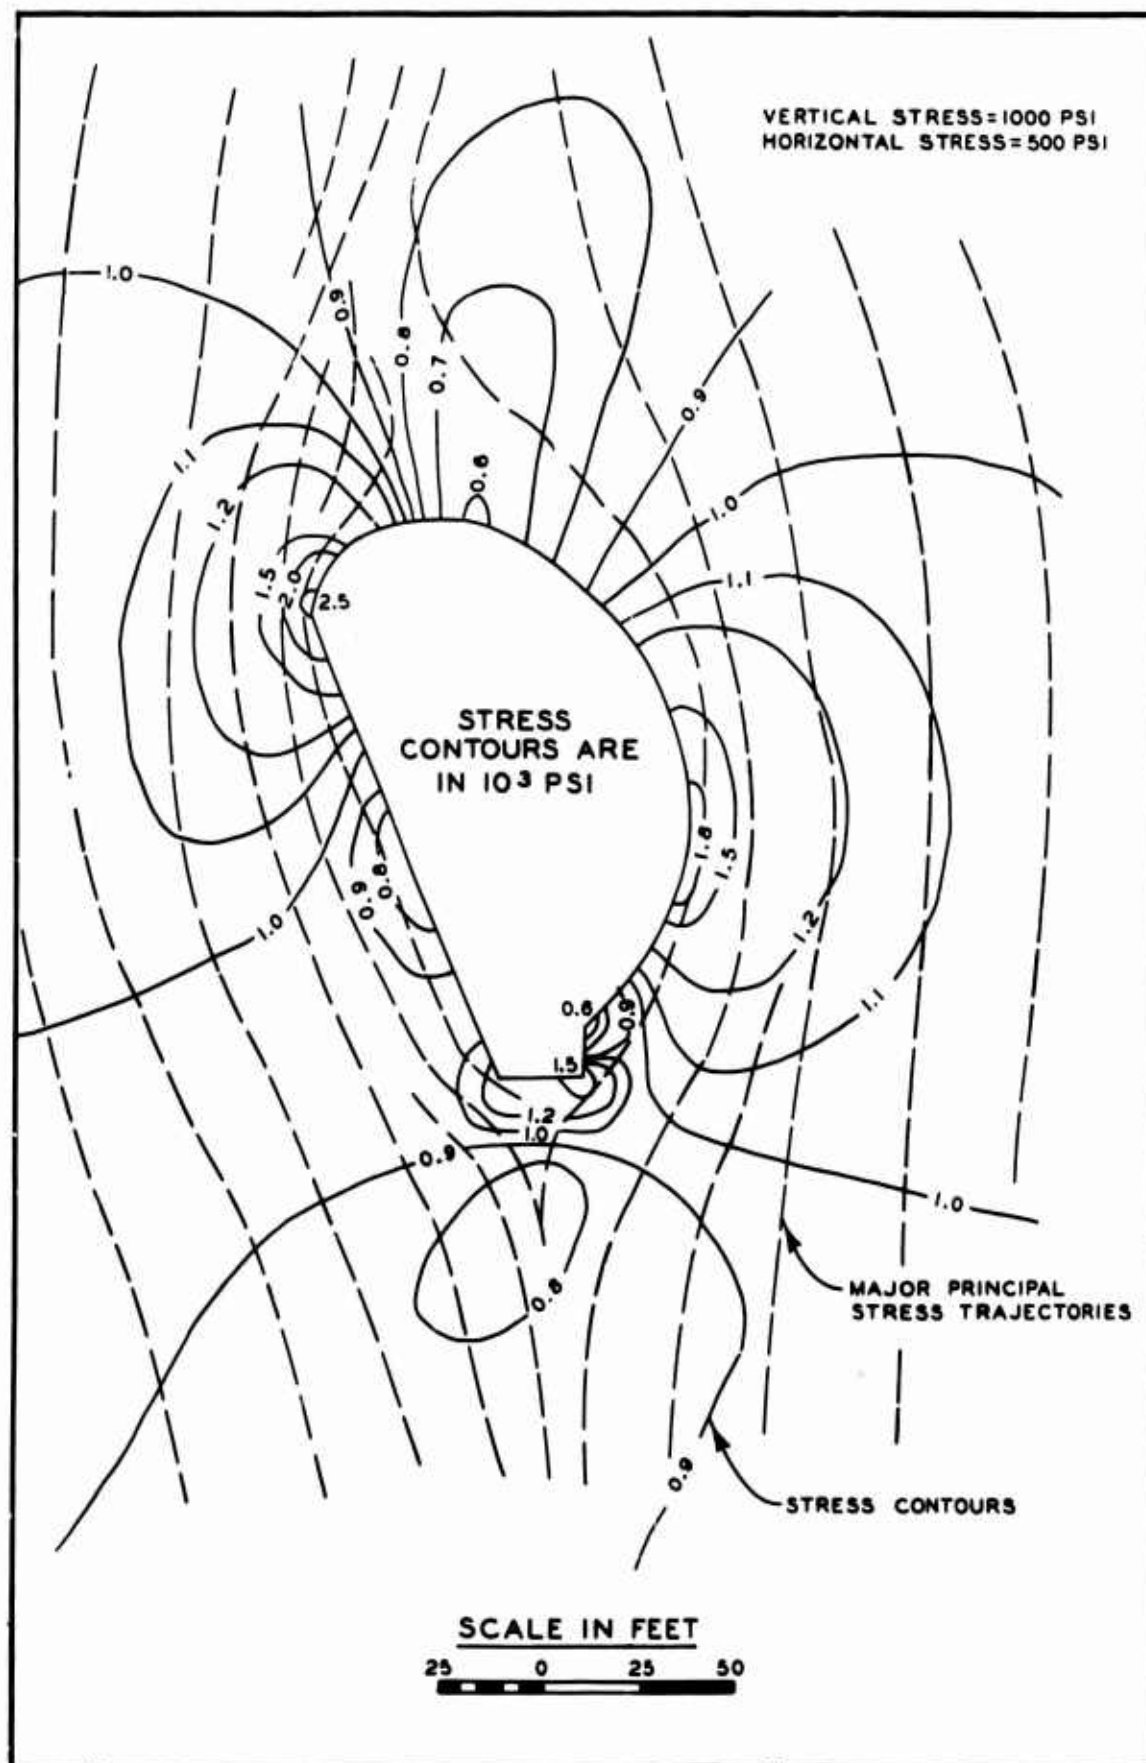 VERTICAL STRESS=1000 PSI
HORIZONTAL STRESS=500 PSI
1.0
0.9
0.8
0.7
0.9
1.1
0.6
1.2
1.0
1.5
2.0
2.5
1.1
STRESS
CONTOURS ARE
IN 10³ PSI
1.8
1.5
0.9
0.8
1.0
1.2
0.6
0.9
1.1
1.5
1.2
1.0
0.9
1.0
0.8
MAJOR PRINCIPAL
STRESS TRAJECTORIES
0.9
STRESS CONTOURS
SCALE IN FEET
25 0 25 50